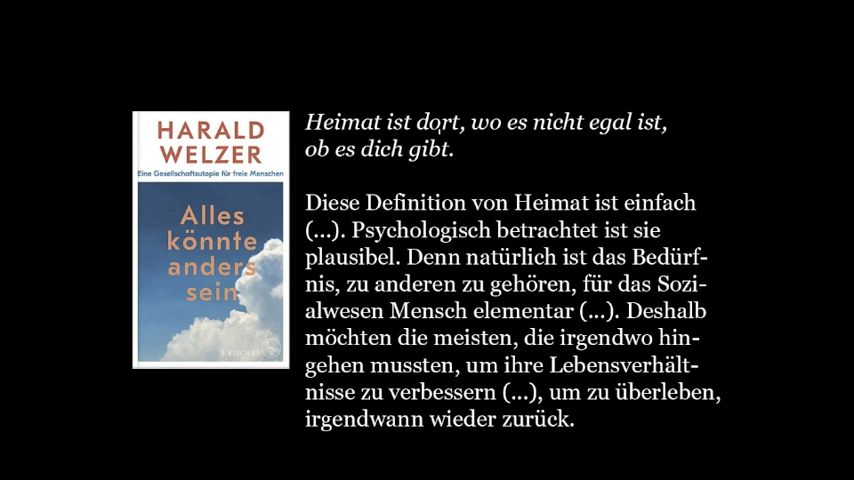 HARALD
WELZER
Eine Gesellschaftsutopie für freie Menschen
Alles
könnte
anders
sein
S. FISCHER
Heimat ist dort, wo es nicht egal ist,
ob es dich gibt.
Diese Definition von Heimat ist einfach
(...). Psychologisch betrachtet ist sie
plausibel. Denn natürlich ist das Bedürf-
nis, zu anderen zu gehören, für das Sozi-
alwesen Mensch elementar (...). Deshalb
möchten die meisten, die irgendwo hin-
gehen mussten, um ihre Lebensverhält-
nisse zu verbessern (...), um zu überleben,
irgendwann wieder zurück.